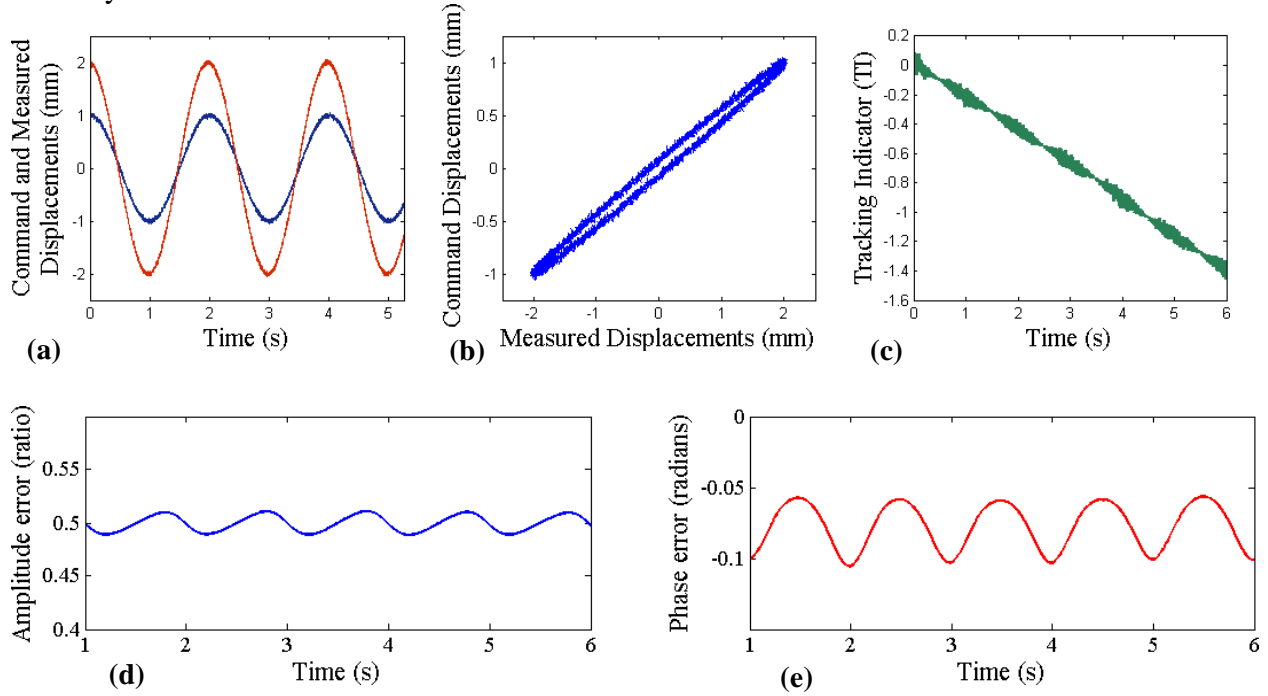 Command and Measured
Displacements (mm)
2
1
0
-1
-2
0 1 2 3 4 5
Time (s)
(a)
Command Displacements (mm)
1
0.5
0
-0.5
-1
-2 -1 0 1 2
Measured Displacements (mm)
(b)
Tracking Indicator (TI)
0.2
0
-0.2
-0.4
-0.6
-0.8
-1
-1.2
-1.4
-1.6
0 1 2 3 4 5 6
Time (s)
(c)
Amplitude error (ratio)
0.55
0.5
0.45
0.4
1 2 3 4 5 6
Time (s)
(d)
Phase error (radians)
0
-0.05
-0.1
1 2 3 4 5 6
Time (s)
(e)